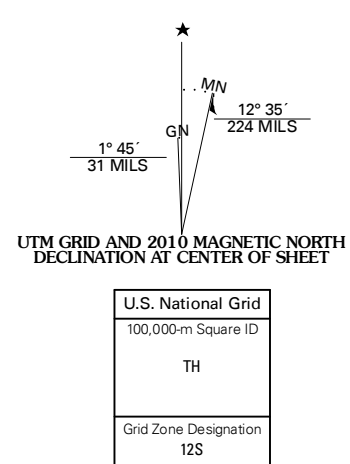 MN
12° 35´
224 MILS
GN
1° 45´
31 MILS
UTM GRID AND 2010 MAGNETIC NORTH
DECLINATION AT CENTER OF SHEET
U.S. National Grid
100,000-m Square ID
TH
Grid Zone Designation
12S